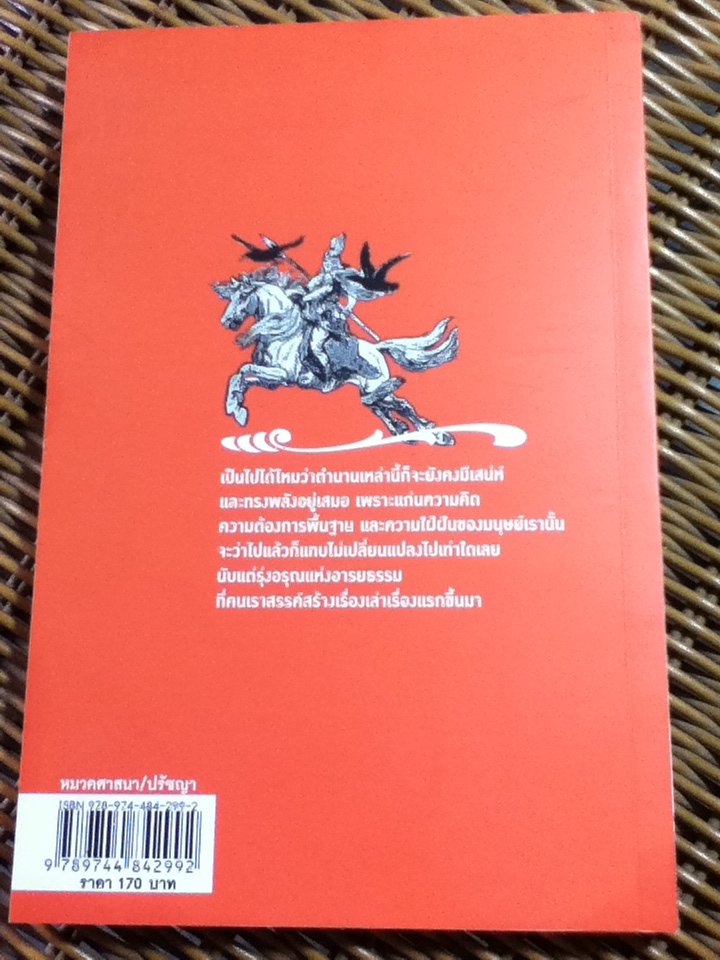 เป็นไปได้ไหมว่าตำนานเหล่านี้ก็จะยังคงมีเสน่ห์
และทรงพลังอยู่เสมอ เพราะแก่นความคิด
ความต้องการพื้นฐาน และความใฝ่ฝันของมนุษย์เรานั้น
จะว่าไปแล้วก็แทบไม่เปลี่ยนแปลงไปเท่าใดเลย
นับแต่รุ่งอรุณแห่งอารยธรรม
ที่คนเราสรรค์สร้างเรื่องเล่าเรื่องแรกขึ้นมา
หมวดศาสนา/ปรัชญา
ISBN 978-974-484-299-2
9 789744 842992
ราคา 170 บาท